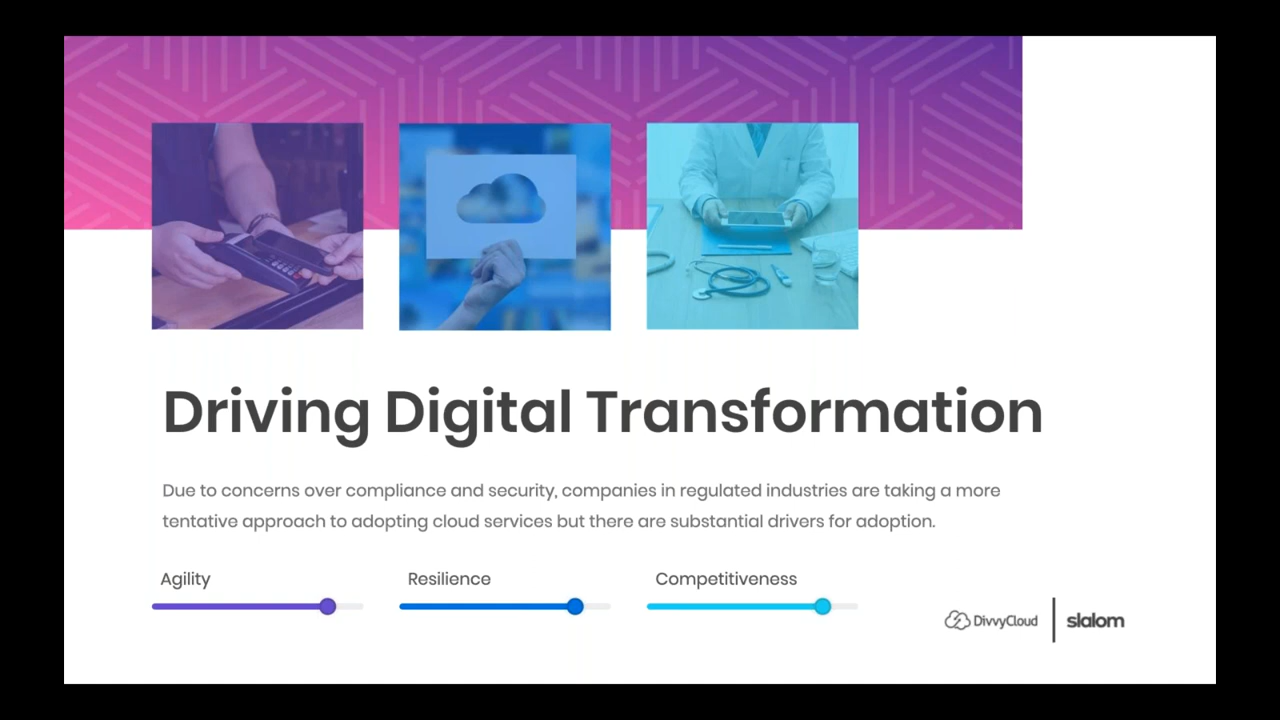 Driving Digital Transformation
Due to concerns over compliance and security, companies in regulated industries are taking a more
tentative approach to adopting cloud services but there are substantial drivers for adoption.
Agility
Resilience
Competitiveness
DivvyCloud
slalom